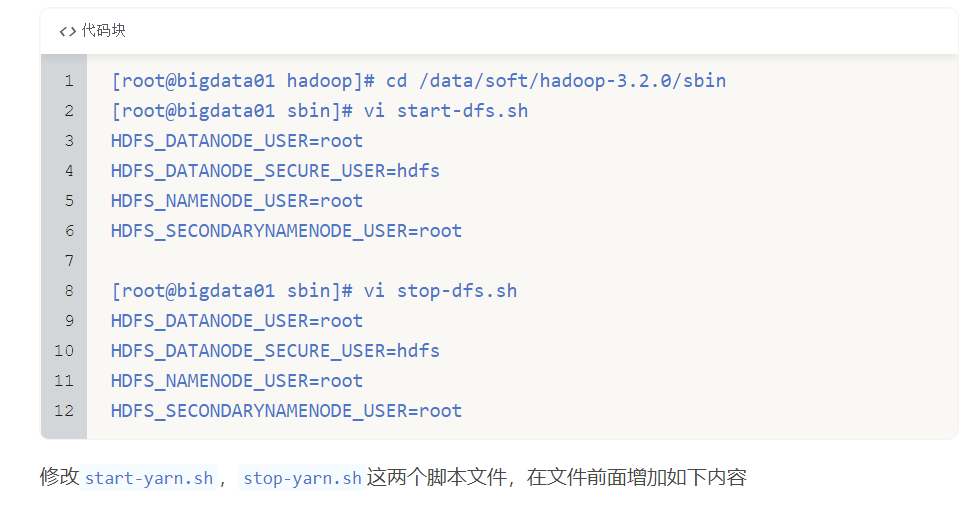 <> 代码块
1 [root@bigdata01 hadoop]# cd /data/soft/hadoop-3.2.0/sbin
2 [root@bigdata01 sbin]# vi start-dfs.sh
3 HDFS_DATANODE_USER=root
4 HDFS_DATANODE_SECURE_USER=hdfs
5 HDFS_NAMENODE_USER=root
6 HDFS_SECONDARYNAMENODE_USER=root
7
8 [root@bigdata01 sbin]# vi stop-dfs.sh
9 HDFS_DATANODE_USER=root
10 HDFS_DATANODE_SECURE_USER=hdfs
11 HDFS_NAMENODE_USER=root
12 HDFS_SECONDARYNAMENODE_USER=root
修改 start-yarn.sh ， stop-yarn.sh 这两个脚本文件，在文件前面增加如下内容